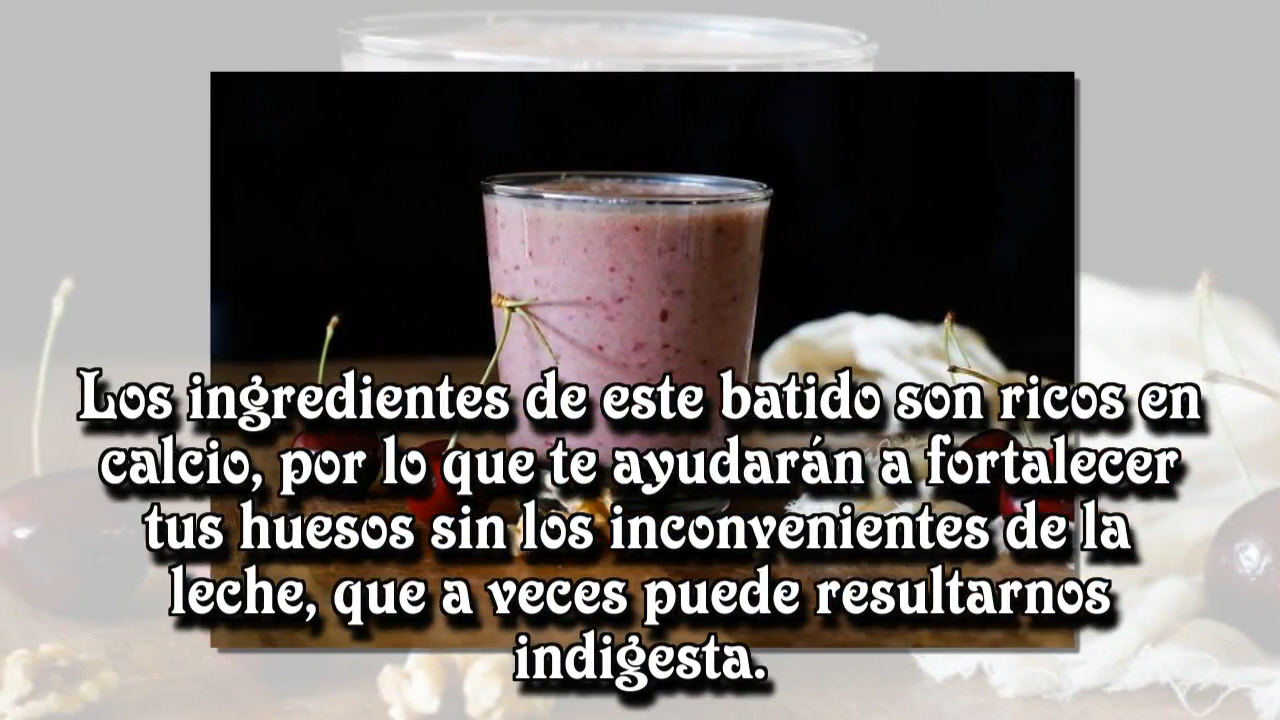 Los ingredientes de este batido son ricos en
calcio, por lo que te ayudarán a fortalecer
tus huesos sin los inconvenientes de la
leche, que a veces puede resultarnos
indigesta.